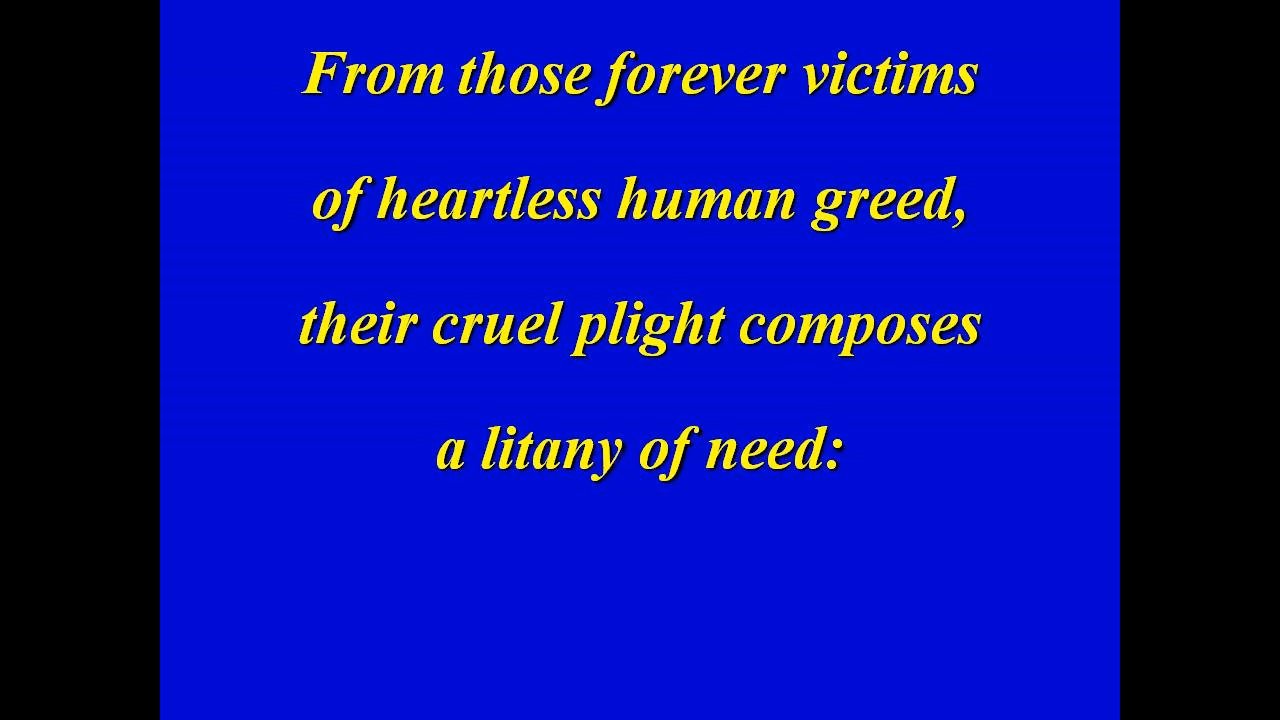 From those forever victims
of heartless human greed,
their cruel plight composes
a litany of need: